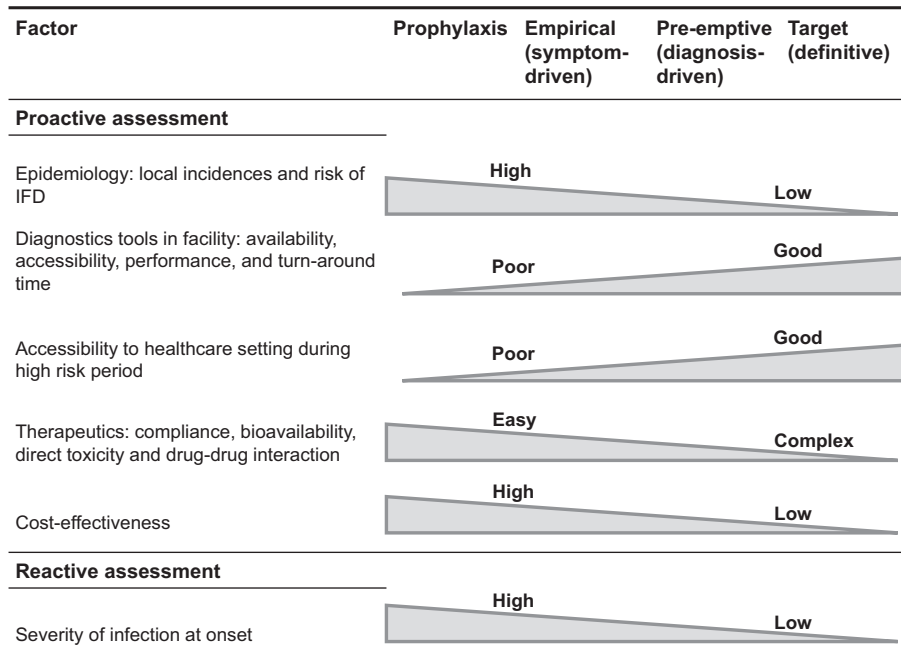 Factor Prophylaxis Empirical Pre-emptive Target
(symptom- (diagnosis- (definitive)
driven) driven)
Proactive assessment
Epidemiology: local incidences and risk of
IFD
High
Low
Diagnostics tools in facility: availability,
accessibility, performance, and turn-around
time
Poor
Good
Accessibility to healthcare setting during
high risk period
Poor
Good
Therapeutics: compliance, bioavailability,
direct toxicity and drug-drug interaction
Easy
Complex
Cost-effectiveness
High
Low
Reactive assessment
Severity of infection at onset
High
Low